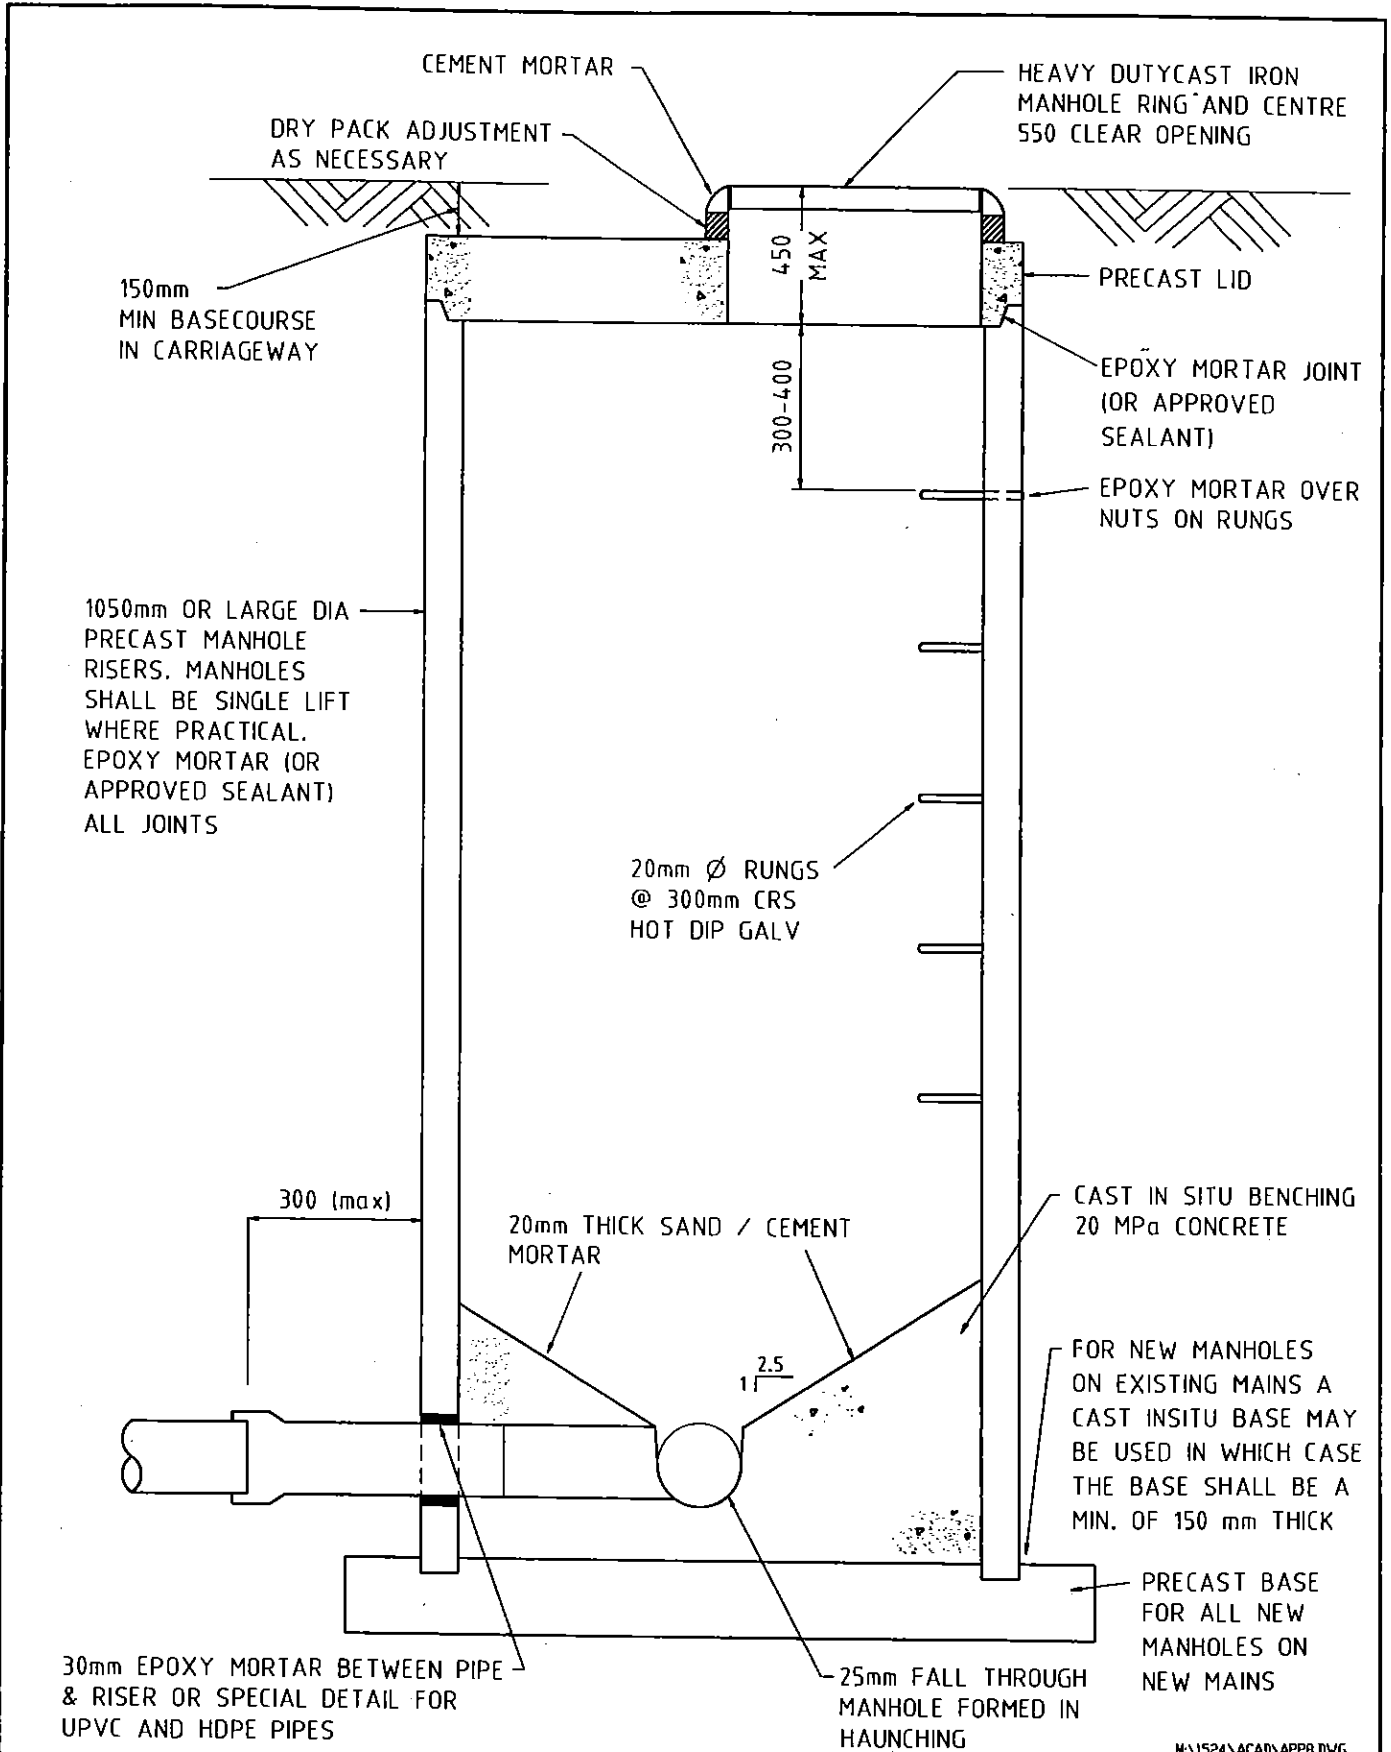 CEMENT MORTAR
HEAVY DUTYCAST IRON
MANHOLE RING AND CENTRE
550 CLEAR OPENING
DRY PACK ADJUSTMENT
AS NECESSARY
450
MAX
150mm
MIN BASECOURSE
IN CARRIAGEWAY
PRECAST LID
EPOXY MORTAR JOINT
(OR APPROVED
SEALANT)
300-400
EPOXY MORTAR OVER
NUTS ON RUNGS
1050mm OR LARGE DIA
PRECAST MANHOLE
RISERS. MANHOLES
SHALL BE SINGLE LIFT
WHERE PRACTICAL.
EPOXY MORTAR (OR
APPROVED SEALANT)
ALL JOINTS
20mm Ø RUNGS
@ 300mm CRS
HOT DIP GALV
300 (max)
20mm THICK SAND / CEMENT
MORTAR
CAST IN SITU BENCHING
20 MPa CONCRETE
2.5
1
FOR NEW MANHOLES
ON EXISTING MAINS A
CAST INSITU BASE MAY
BE USED IN WHICH CASE
THE BASE SHALL BE A
MIN. OF 150 mm THICK
PRECAST BASE
FOR ALL NEW
MANHOLES ON
NEW MAINS
30mm EPOXY MORTAR BETWEEN PIPE
& RISER OR SPECIAL DETAIL FOR
UPVC AND HDPE PIPES
25mm FALL THROUGH
MANHOLE FORMED IN
HAUNCHING
N:\1524\ACAD\APPB.DWG